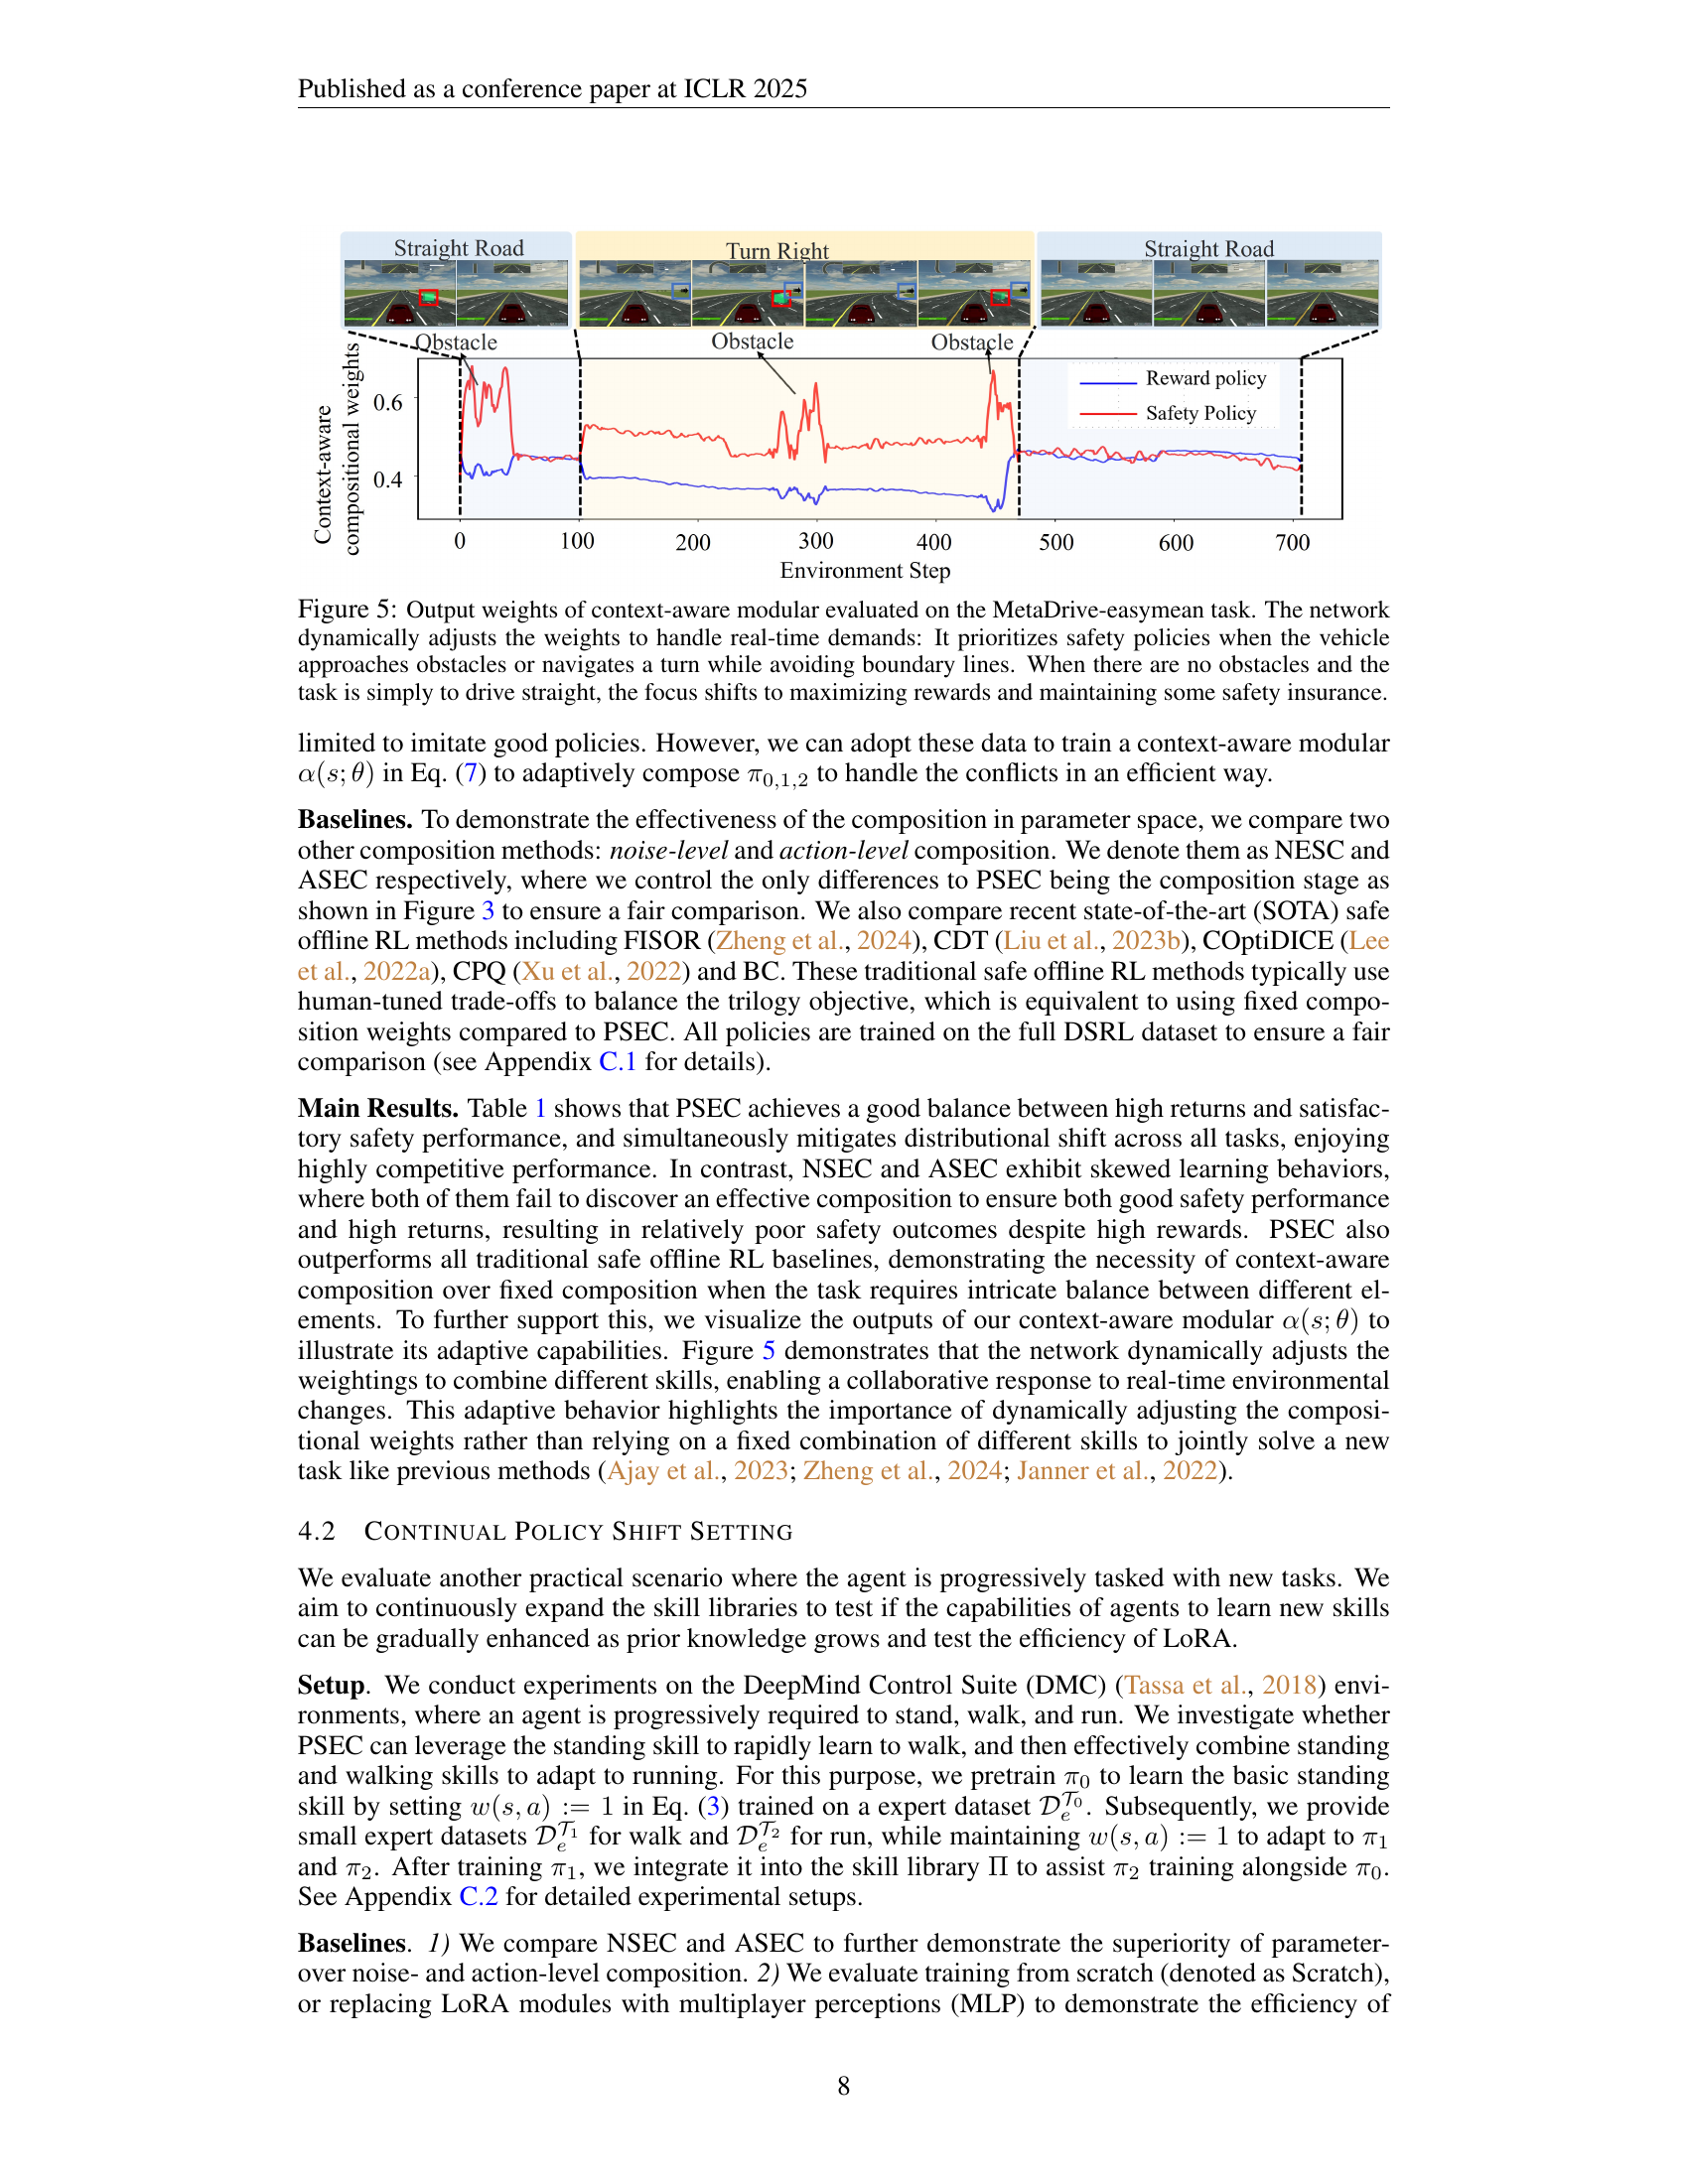 Published as a conference paper at ICLR 2025
Straight Road
Turn Right
Straight Road
Obstacle
Obstacle
Obstacle
Context-aware
compositional weights
0.6
0.4
Reward policy
Safety Policy
0 100 200 300 400 500 600 700
Environment Step
Figure 5: Output weights of context-aware modular evaluated on the MetaDrive-easymean task. The network
dynamically adjusts the weights to handle real-time demands: It prioritizes safety policies when the vehicle
approaches obstacles or navigates a turn while avoiding boundary lines. When there are no obstacles and the
task is simply to drive straight, the focus shifts to maximizing rewards and maintaining some safety insurance.
limited to imitate good policies. However, we can adopt these data to train a context-aware modular
α(s; θ) in Eq. (7) to adaptively compose π₀,₁,₂ to handle the conflicts in an efficient way.
Baselines. To demonstrate the effectiveness of the composition in parameter space, we compare two
other composition methods: noise-level and action-level composition. We denote them as NESC and
ASEC respectively, where we control the only differences to PSEC being the composition stage as
shown in Figure 3 to ensure a fair comparison. We also compare recent state-of-the-art (SOTA) safe
offline RL methods including FISOR (Zheng et al., 2024), CDT (Liu et al., 2023b), COptiDICE (Lee
et al., 2022a), CPQ (Xu et al., 2022) and BC. These traditional safe offline RL methods typically use
human-tuned trade-offs to balance the trilogy objective, which is equivalent to using fixed compo-
sition weights compared to PSEC. All policies are trained on the full DSRL dataset to ensure a fair
comparison (see Appendix C.1 for details).
Main Results. Table 1 shows that PSEC achieves a good balance between high returns and satisfac-
tory safety performance, and simultaneously mitigates distributional shift across all tasks, enjoying
highly competitive performance. In contrast, NSEC and ASEC exhibit skewed learning behaviors,
where both of them fail to discover an effective composition to ensure both good safety performance
and high returns, resulting in relatively poor safety outcomes despite high rewards. PSEC also
outperforms all traditional safe offline RL baselines, demonstrating the necessity of context-aware
composition over fixed composition when the task requires intricate balance between different el-
ements. To further support this, we visualize the outputs of our context-aware modular α(s; θ) to
illustrate its adaptive capabilities. Figure 5 demonstrates that the network dynamically adjusts the
weightings to combine different skills, enabling a collaborative response to real-time environmental
changes. This adaptive behavior highlights the importance of dynamically adjusting the composi-
tional weights rather than relying on a fixed combination of different skills to jointly solve a new
task like previous methods (Ajay et al., 2023; Zheng et al., 2024; Janner et al., 2022).
4.2 CONTINUAL POLICY SHIFT SETTING
We evaluate another practical scenario where the agent is progressively tasked with new tasks. We
aim to continuously expand the skill libraries to test if the capabilities of agents to learn new skills
can be gradually enhanced as prior knowledge grows and test the efficiency of LoRA.
Setup. We conduct experiments on the DeepMind Control Suite (DMC) (Tassa et al., 2018) envi-
ronments, where an agent is progressively required to stand, walk, and run. We investigate whether
PSEC can leverage the standing skill to rapidly learn to walk, and then effectively combine standing
and walking skills to adapt to running. For this purpose, we pretrain π₀ to learn the basic standing
skill by setting w(s, a) := 1 in Eq. (3) trained on a expert dataset 𝒟ₑ^𝒯₀. Subsequently, we provide
small expert datasets 𝒟ₑ^𝒯₁ for walk and 𝒟ₑ^𝒯₂ for run, while maintaining w(s, a) := 1 to adapt to π₁
and π₂. After training π₁, we integrate it into the skill library Π to assist π₂ training alongside π₀.
See Appendix C.2 for detailed experimental setups.
Baselines. 1) We compare NSEC and ASEC to further demonstrate the superiority of parameter-
over noise- and action-level composition. 2) We evaluate training from scratch (denoted as Scratch),
or replacing LoRA modules with multiplayer perceptions (MLP) to demonstrate the efficiency of
8